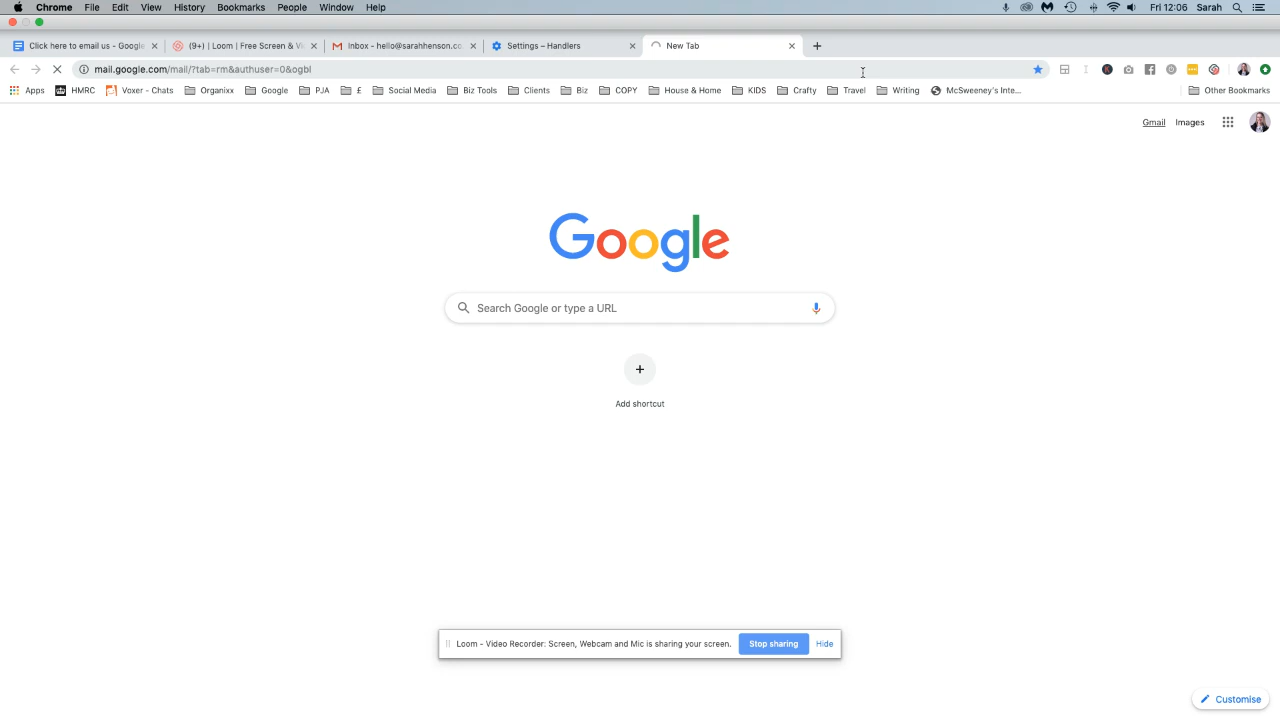 Chrome File Edit View History Bookmarks People Window Help Fri 12:06 Sarah
Click here to email us - Google (9+) | Loom | Free Screen & Vi Inbox - hello@sarahhenson.co Settings – Handlers New Tab
mail.google.com/mail/?tab=rm&authuser=0&ogbl
Apps HMRC Voxer - Chats Organixx Google PJA £ Social Media Biz Tools Clients Biz COPY House & Home KIDS Crafty Travel Writing McSweeney's Inte... Other Bookmarks
Gmail Images
Google
Search Google or type a URL
Add shortcut
Loom - Video Recorder: Screen, Webcam and Mic is sharing your screen. Stop sharing Hide
Customise